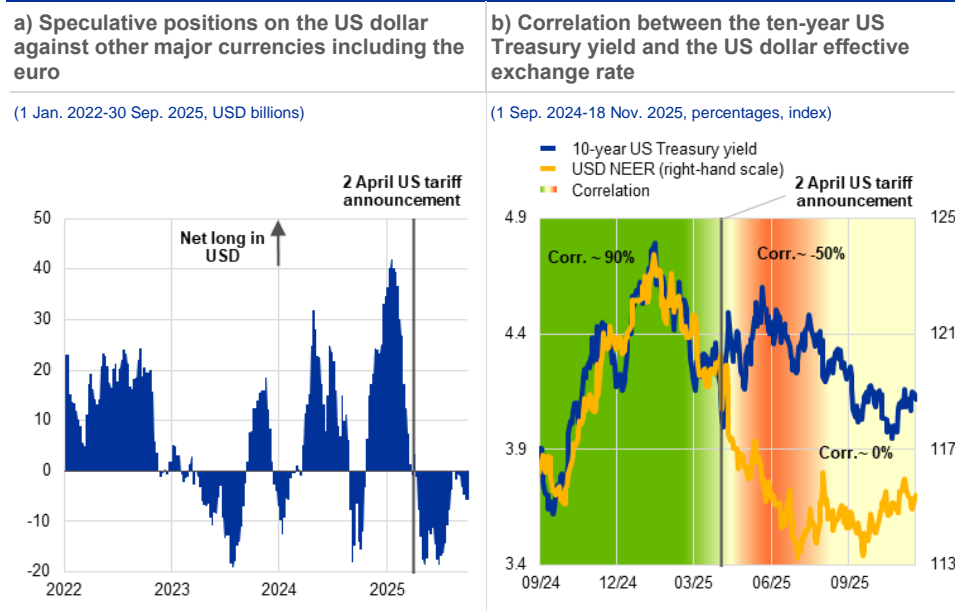 a) Speculative positions on the US dollar
against other major currencies including the
euro
(1 Jan. 2022-30 Sep. 2025, USD billions)
2 April US tariff
announcement
Net long in
USD
50
40
30
20
10
0
-10
-20
2022
2023
2024
2025
b) Correlation between the ten-year US
Treasury yield and the US dollar effective
exchange rate
(1 Sep. 2024-18 Nov. 2025, percentages, index)
10-year US Treasury yield
USD NEER (right-hand scale)
Correlation
2 April US tariff
announcement
Corr. ~ 90%
Corr.~ -50%
Corr.~ 0%
4.9
4.4
3.9
3.4
125
121
117
113
09/24
12/24
03/25
06/25
09/25